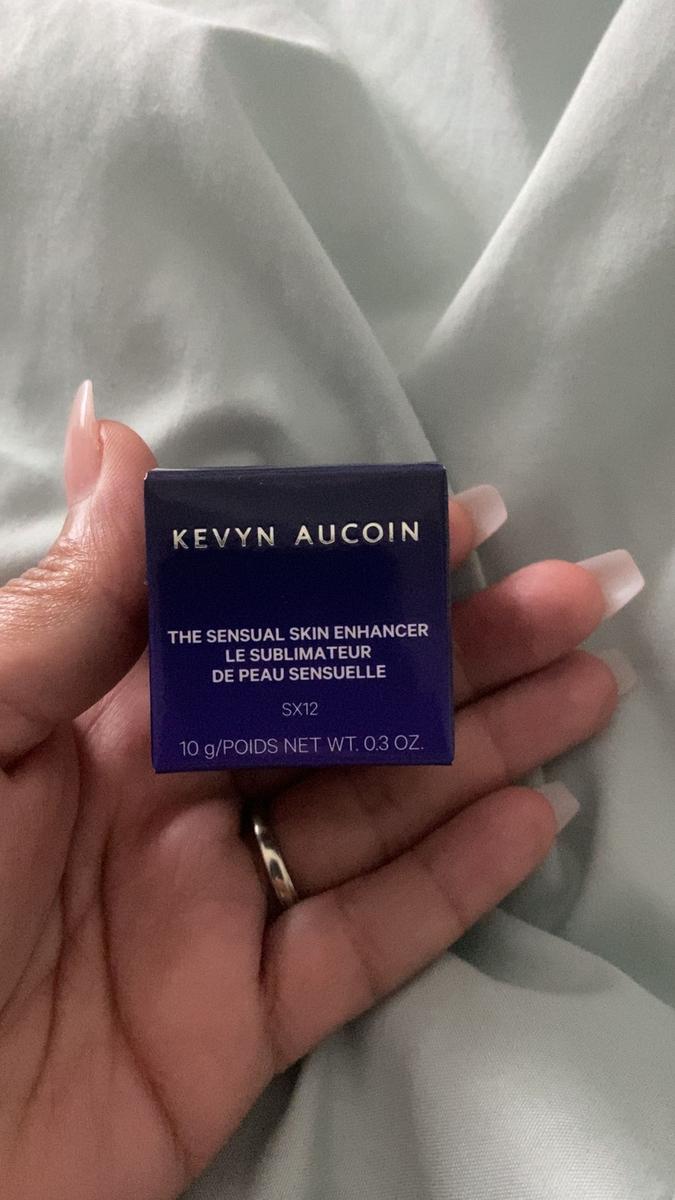 KEVYN AUCOIN
THE SENSUAL SKIN ENHANCER
LE SUBLIMATEUR
DE PEAU SENSUELLE
SX12
10 g/POIDS NET WT. 0.3 OZ.